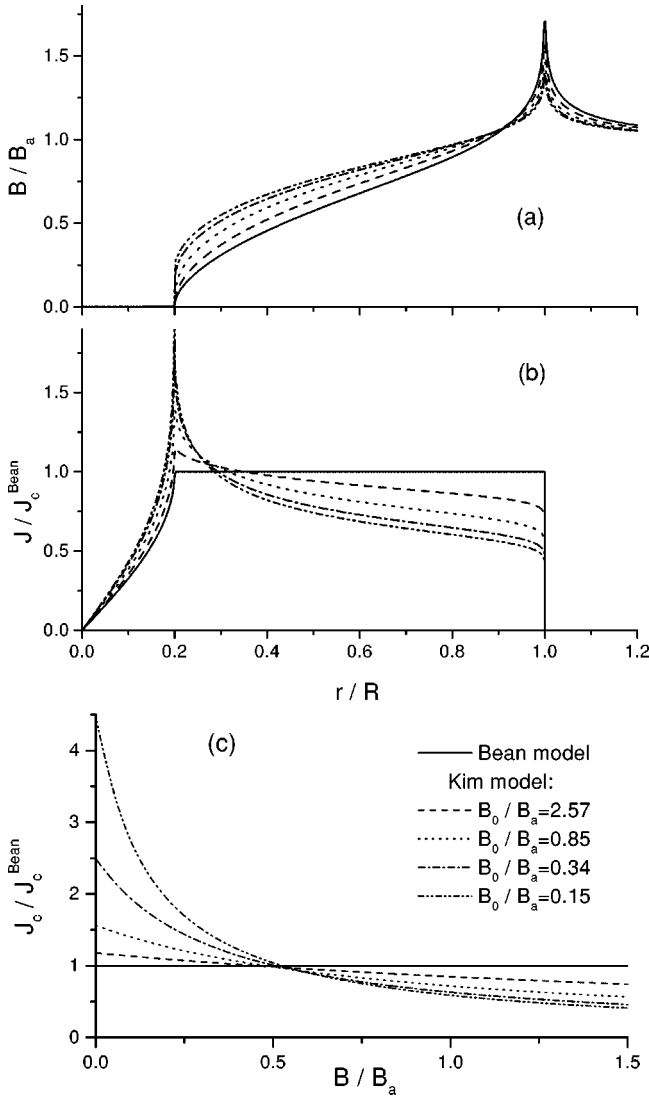 1.5
1.0
0.5
0.0
B / Bₐ
(a)
1.5
1.0
0.5
0.0
J / J_c^Bean
(b)
0.0 0.2 0.4 0.6 0.8 1.0 1.2
r / R
4
3
2
1
0
J_c / J_c^Bean
(c)
Bean model
Kim model:
B₀ / Bₐ=2.57
B₀ / Bₐ=0.85
B₀ / Bₐ=0.34
B₀ / Bₐ=0.15
0.0 0.5 1.0 1.5
B / Bₐ